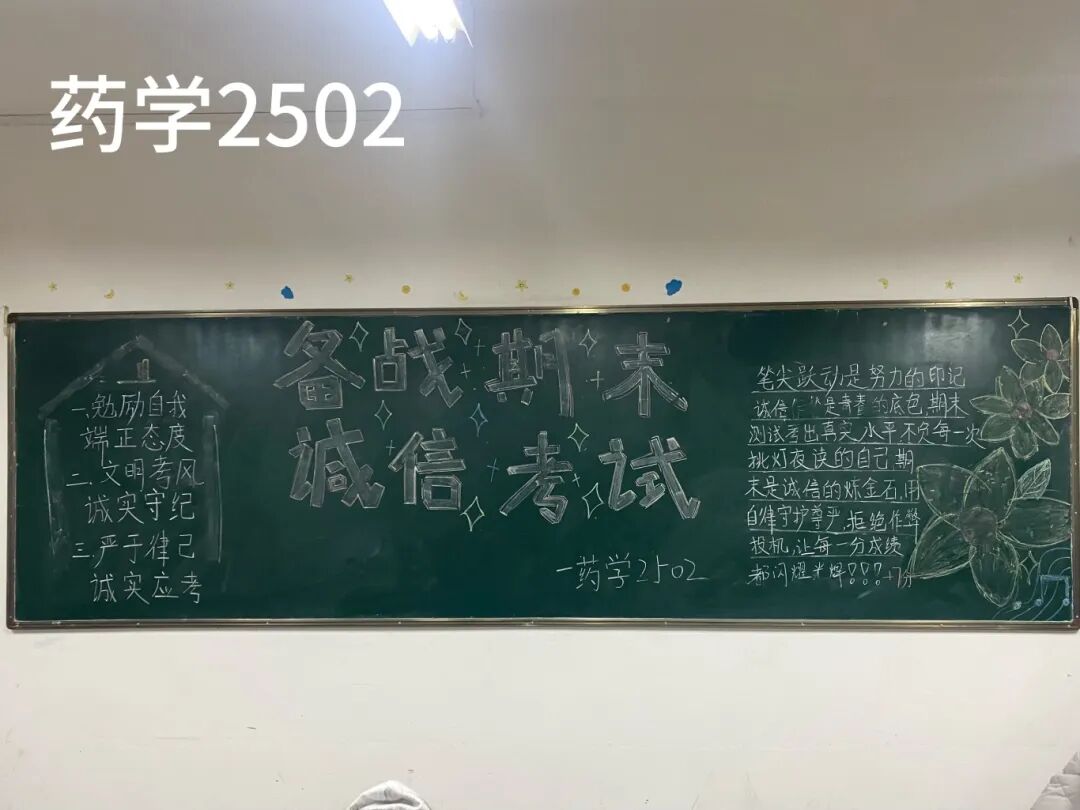 药学2502
一.勉励自我
端正态度
二.文明考风
诚实守纪
三.严于律己
诚实应考
备战期末
诚信考试
一药学2502
笔尖跃动是努力的印记
诚信 是青春的底色,期末
测试考出真实水平,不负每一次
挑灯夜读的自己.期
末是诚信的炼金石,用
自律守护尊严,拒绝作弊
投机,让每一分成绩
都闪耀光辉!!!